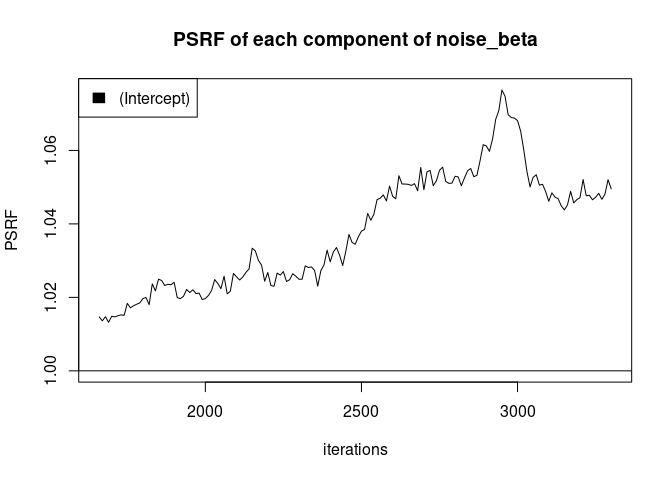 PSRF of each component of noise_beta
(Intercept)
PSRF
1.06
1.04
1.02
1.00
2000 2500 3000
iterations